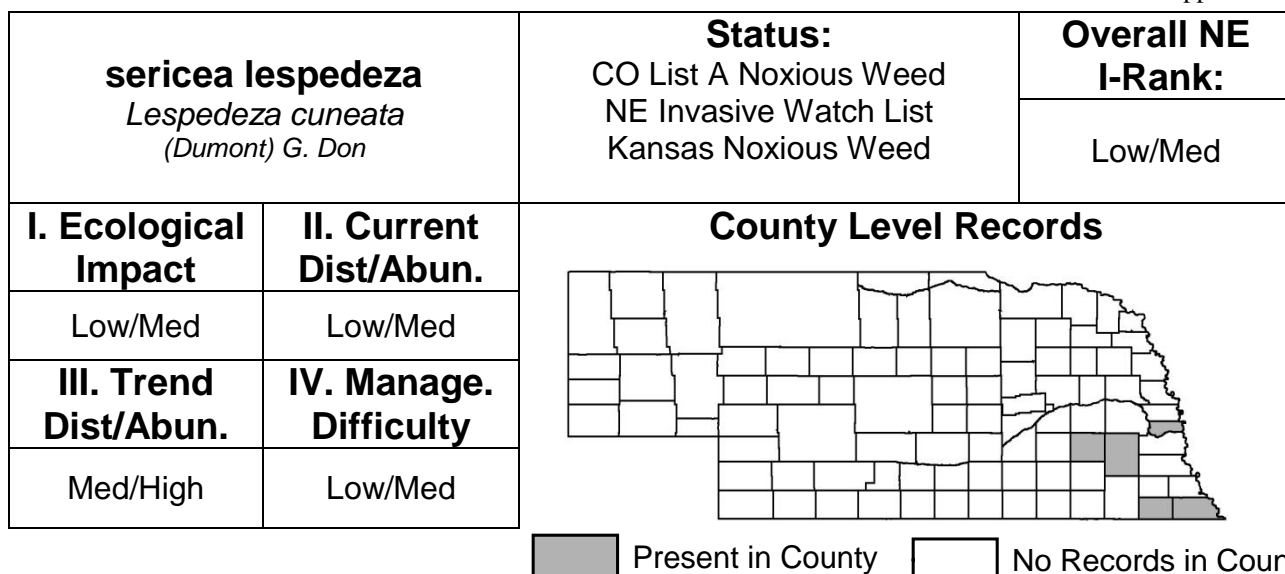 sericea lespedeza
Lespedeza cuneata
(Dumont) G. Don
Status:
CO List A Noxious Weed
NE Invasive Watch List
Kansas Noxious Weed
Overall NE
I-Rank:
Low/Med
I. Ecological
Impact
II. Current
Dist/Abun.
Low/Med
Low/Med
III. Trend
Dist/Abun.
IV. Manage.
Difficulty
Med/High
Low/Med
County Level Records
Present in County
No Records in Coun